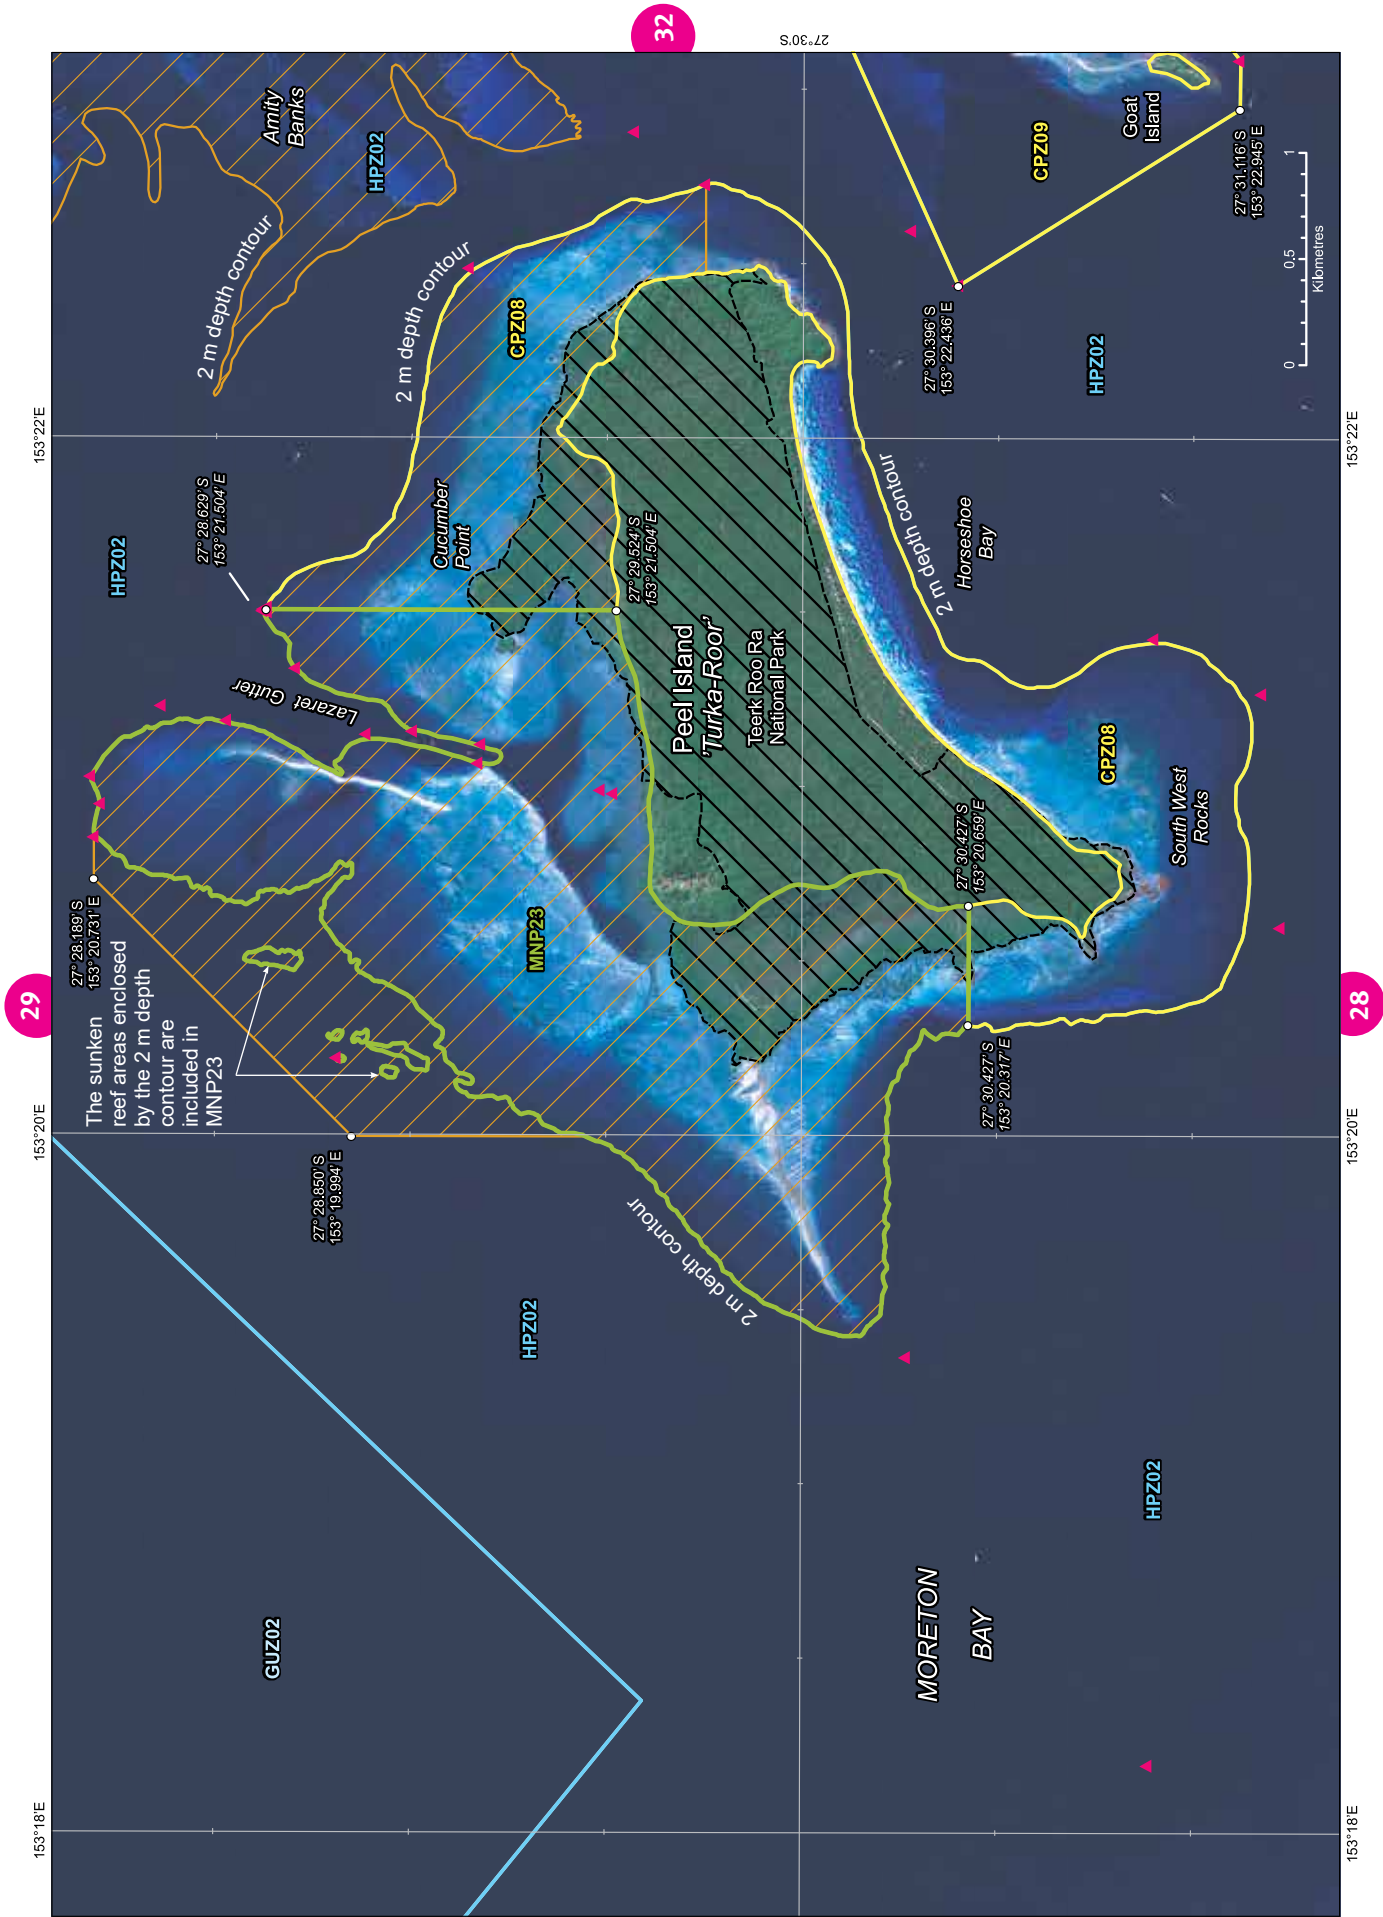 29
28
32
153°18'E
153°20'E
153°22'E
153°18'E
153°20'E
153°22'E
27°30'S
The sunken
reef areas enclosed
by the 2 m depth
contour are
included in
MNP23
27° 28.189' S
153° 20.731' E
27° 28.850' S
153° 19.994' E
27° 28.629' S
153° 21.504' E
HPZ02
2 m depth contour
Amity
Banks
HPZ02
GUZ02
Lazaret Gutter
2 m depth contour
Cucumber
Point
CPZ08
HPZ02
MNP23
27° 29.524' S
153° 21.504' E
2 m depth contour
Peel Island
'Turka-Roor'
Teerk Roo Ra
National Park
2 m depth contour
Horseshoe
Bay
27° 30.427' S
153° 20.659' E
27° 30.427' S
153° 20.317' E
27° 30.396' S
153° 22.436' E
CPZ09
Goat
Island
HPZ02
27° 31.116' S
153° 22.945' E
CPZ08
South West
Rocks
MORETON
BAY
HPZ02
0 0.5 1
Kilometres